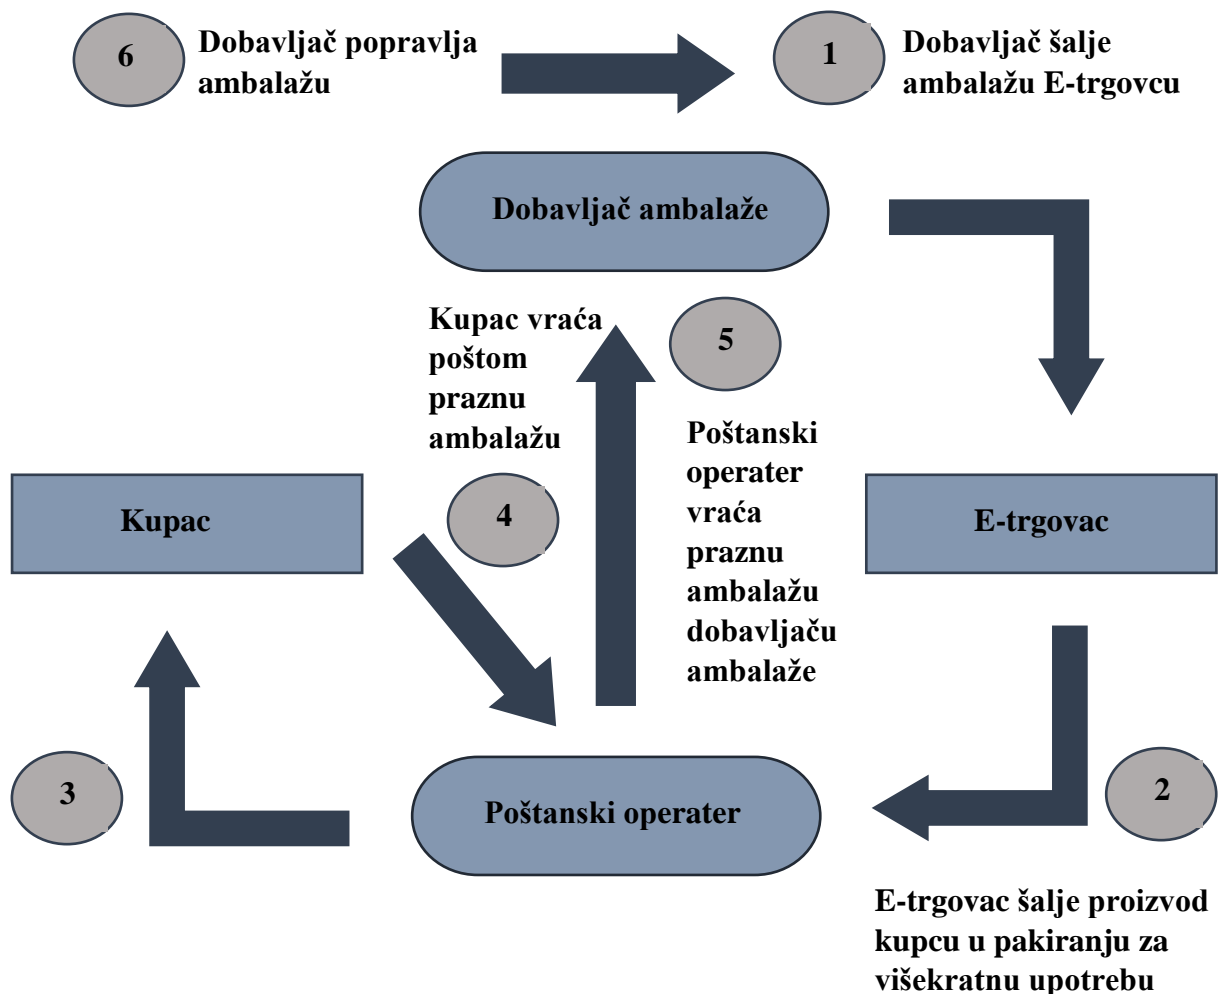 6
Dobavljač popravlja
ambalažu
1
Dobavljač šalje
ambalažu E-trgovcu
Dobavljač ambalaže
Kupac vraća
poštom
praznu
ambalažu
5
Poštanski
operater
vraća
praznu
ambalažu
dobavljaču
ambalaže
Kupac
4
E-trgovac
3
Poštanski operater
2
E-trgovac šalje proizvod
kupcu u pakiranju za
višekratnu upotrebu